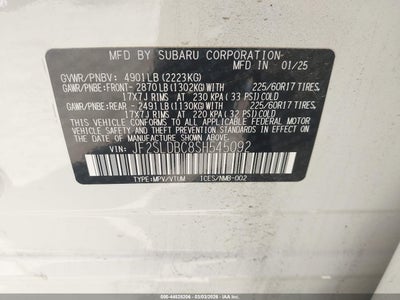 MFD BY SUBARU CORPORATION MFD IN 01/25
GVWR/PNBV: 4901LB (2223KG)
GAWR/PNBE:FRONT- 2870LB(1302KG)WITH 225/60R17 TIRES
17X7J RIMS AT 230 KPA (33 PSI)COLD
GAWR/PNBE:REAR - 2491LB(1130KG)WITH 225/60R17 TIRES
17X7J RIMS AT 220 KPA (32 PSI)COLD
THIS VEHICLE CONFORMS TO ALL APPLICABLE
FEDERAL MOTOR VEHICLE SAFETY, BUMPER, AND
THEFT PREVENTION STANDARDS IN EFFECT ON
THE DATE OF MANUFACTURE SHOWN ABOVE.
VIN: JF2SLDBC8SH545092
TYPE:MPV/VTUM ICES/NMB-002